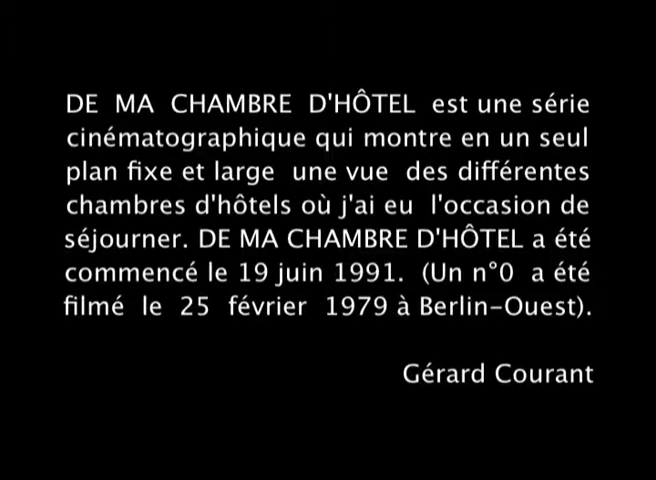 DE MA CHAMBRE D'HÔTEL est une série
cinématographique qui montre en un seul
plan fixe et large une vue des différentes
chambres d'hôtels où j'ai eu l'occasion de
séjourner. DE MA CHAMBRE D'HÔTEL a été
commencé le 19 juin 1991. (Un n°0 a été
filmé le 25 février 1979 à Berlin-Ouest).
Gérard Courant